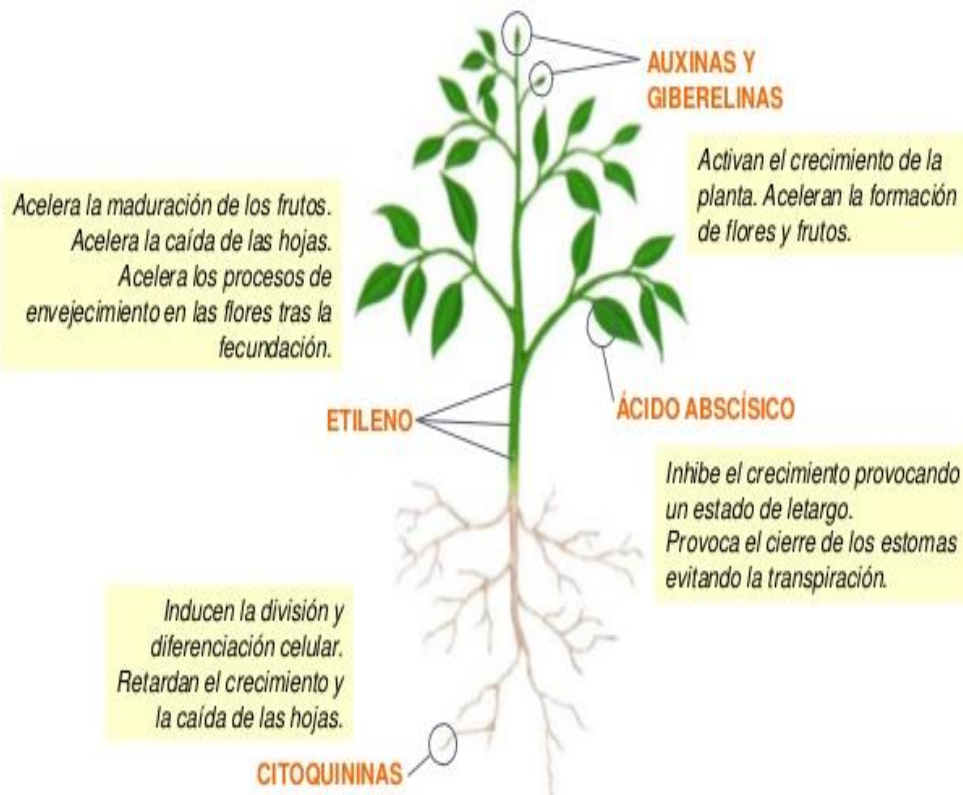 AUXINAS Y
GIBERELINAS
Activan el crecimiento de la
planta. Aceleran la formación
de flores y frutos.
Acelera la maduración de los frutos.
Acelera la caída de las hojas.
Acelera los procesos de
envejecimiento en las flores tras la
fecundación.
ETILENO
ÁCIDO ABSCÍSICO
Inhibe el crecimiento provocando
un estado de letargo.
Provoca el cierre de los estomas
evitando la transpiración.
Inducen la división y
diferenciación celular.
Retardan el crecimiento y
la caída de las hojas.
CITOQUININAS